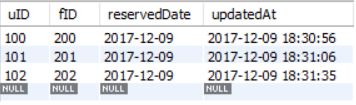 uID fID reservedDate updatedAt
100 200 2017-12-09 2017-12-09 18:30:56
101 201 2017-12-09 2017-12-09 18:31:06
102 202 2017-12-09 2017-12-09 18:31:35
NULL NULL NULL NULL